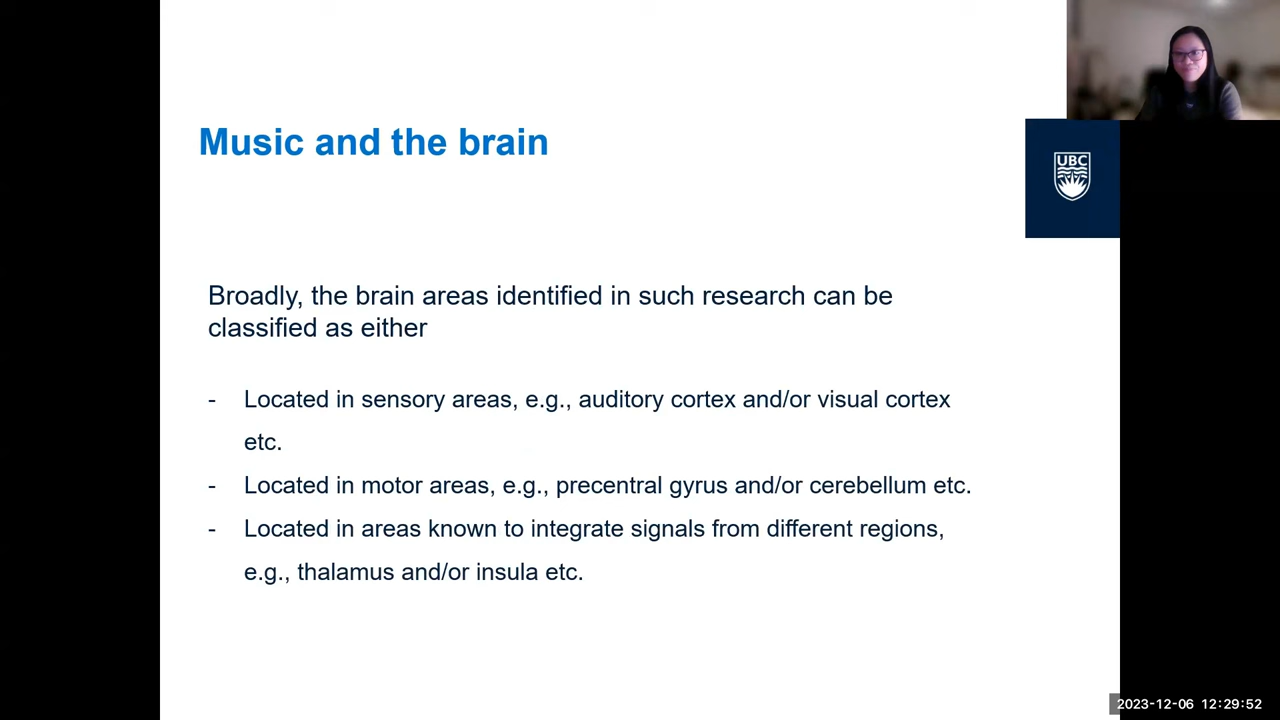 Music and the brain
UBC
Broadly, the brain areas identified in such research can be
classified as either
- Located in sensory areas, e.g., auditory cortex and/or visual cortex
etc.
- Located in motor areas, e.g., precentral gyrus and/or cerebellum etc.
- Located in areas known to integrate signals from different regions,
e.g., thalamus and/or insula etc.
2023-12-06 12:29:52